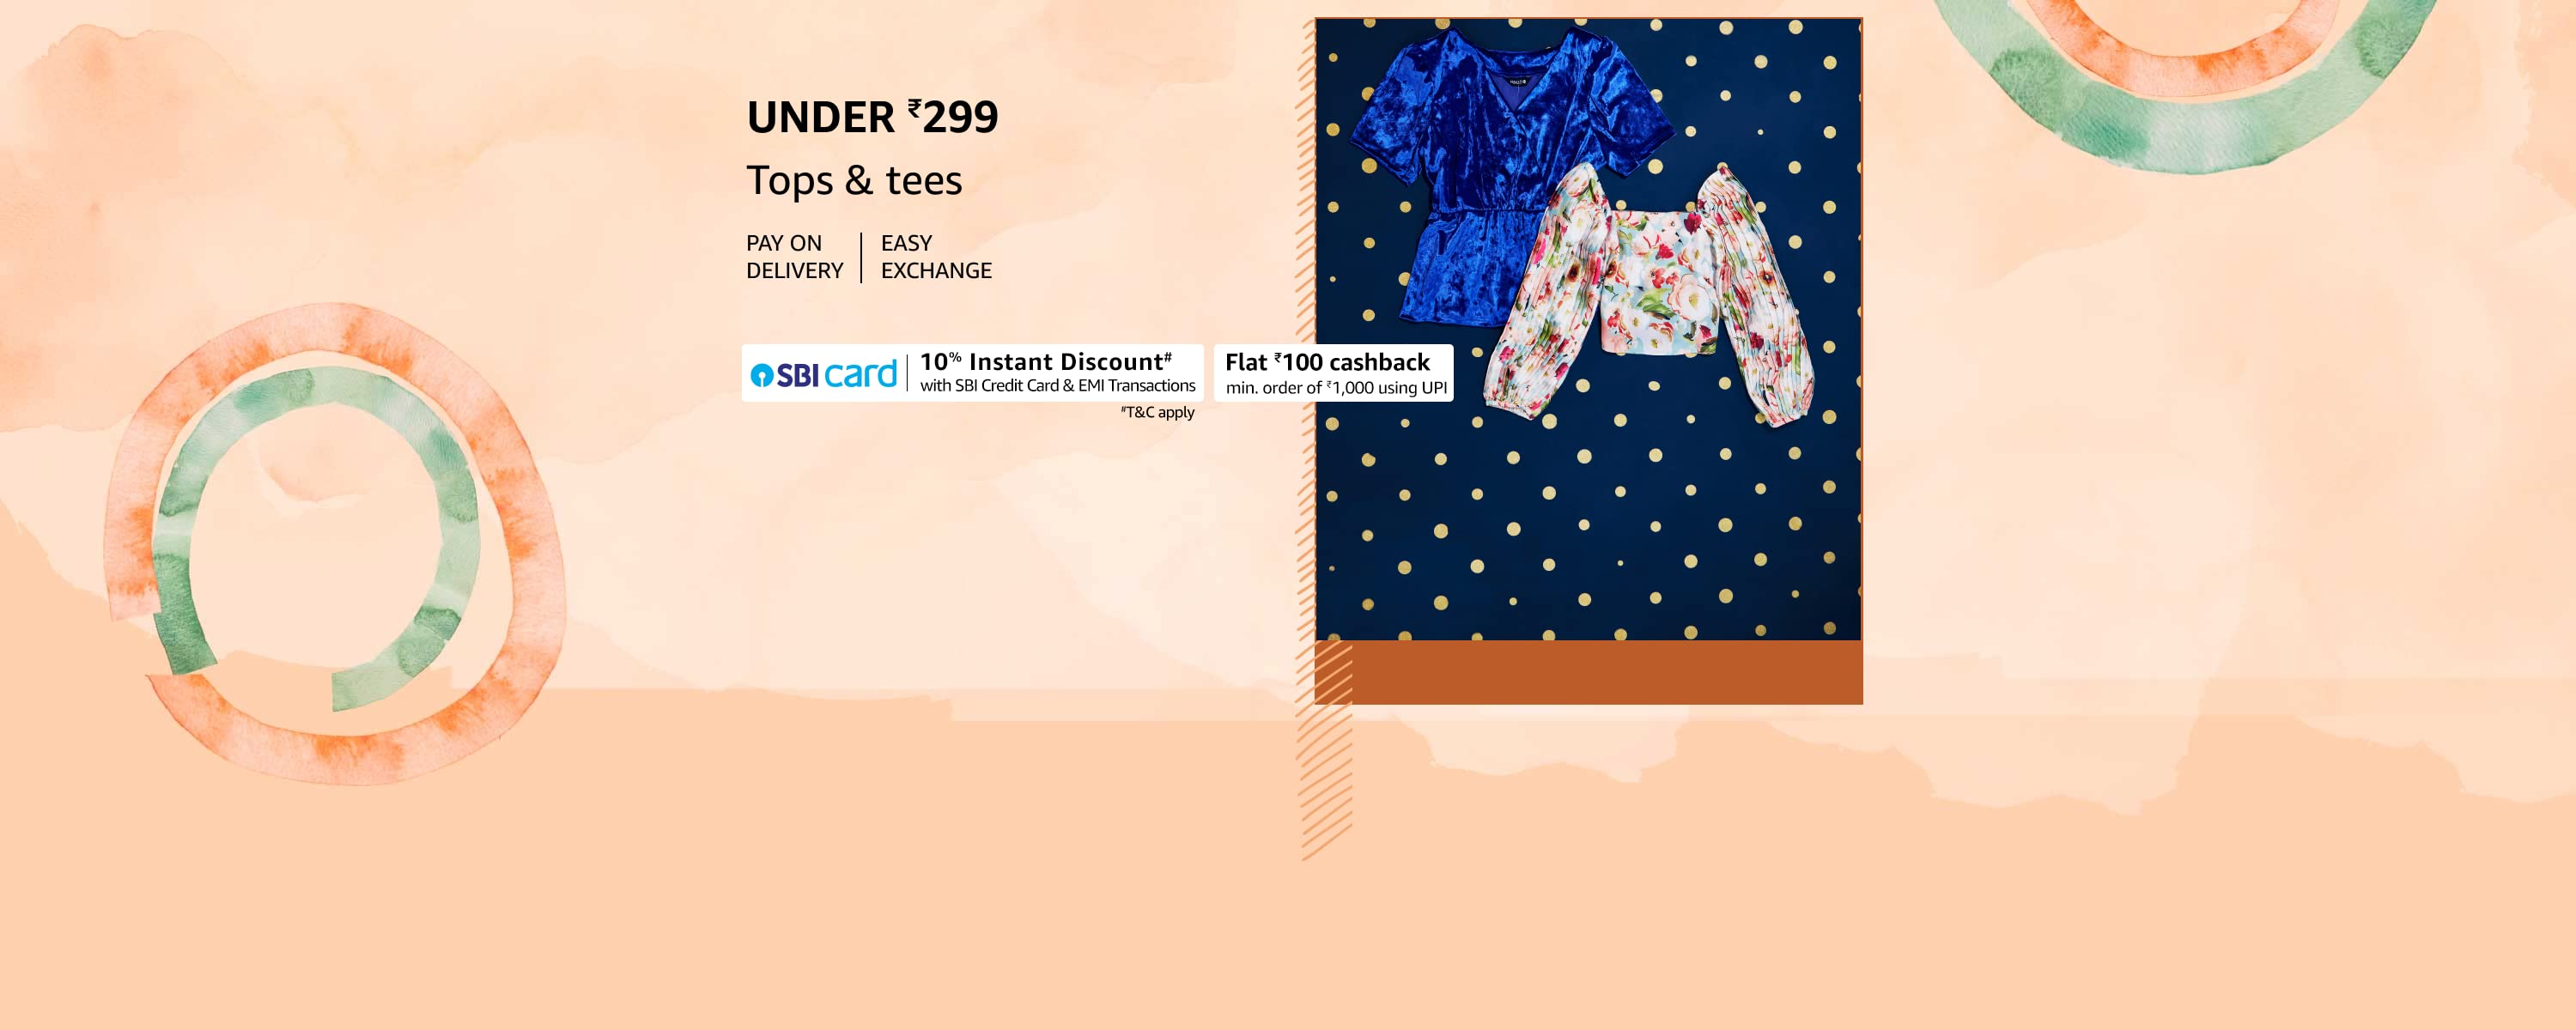 UNDER ₹299
Tops & tees
PAY ON
DELIVERY
EASY
EXCHANGE
SBI card
10% Instant Discount#
with SBI Credit Card & EMI Transactions
#T&C apply
Flat ₹100 cashback
min. order of ₹1,000 using UPI